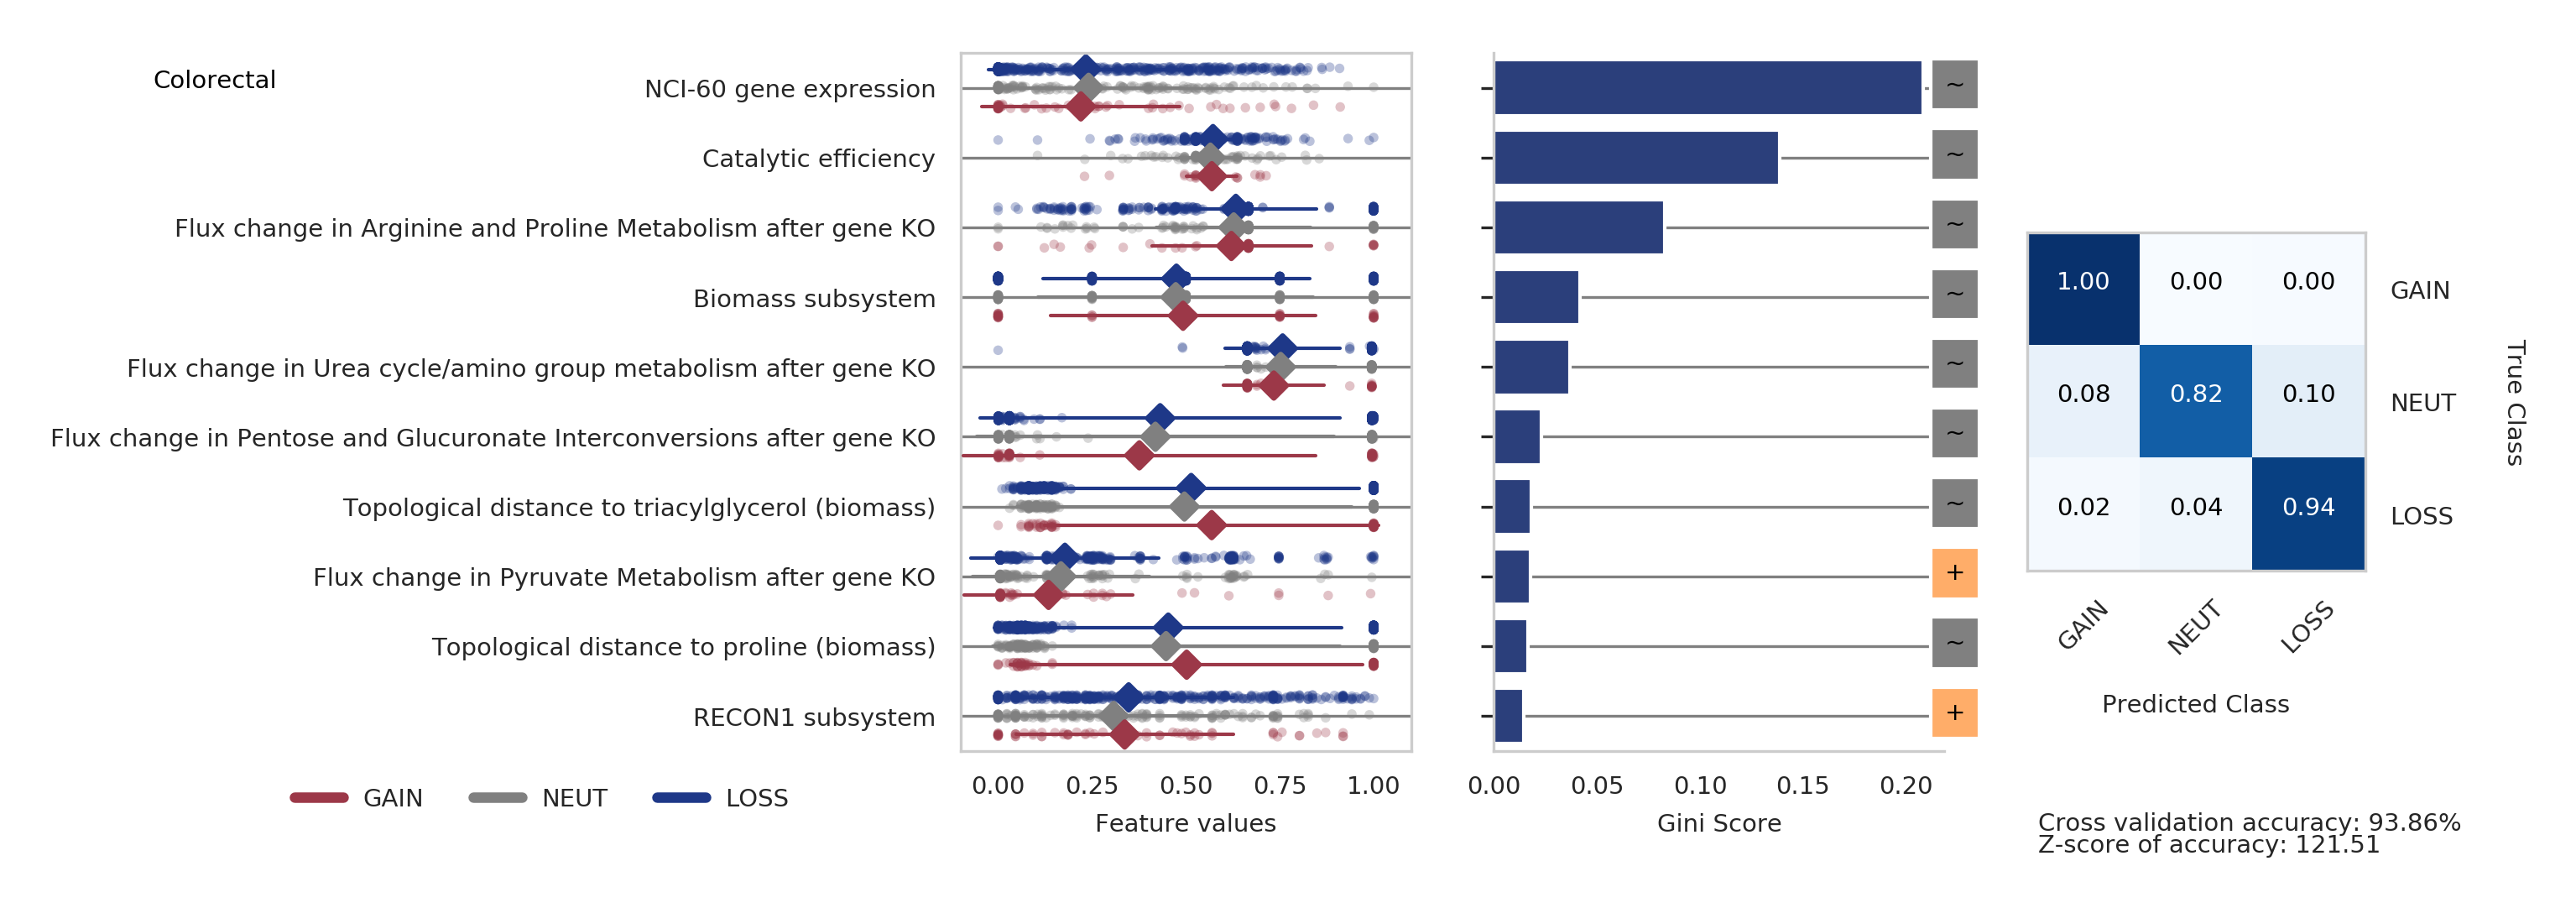 Colorectal
NCI-60 gene expression
Catalytic efficiency
Flux change in Arginine and Proline Metabolism after gene KO
Biomass subsystem
Flux change in Urea cycle/amino group metabolism after gene KO
Flux change in Pentose and Glucuronate Interconversions after gene KO
Topological distance to triacylglycerol (biomass)
Flux change in Pyruvate Metabolism after gene KO
Topological distance to proline (biomass)
RECON1 subsystem
GAIN NEUT LOSS
0.00 0.25 0.50 0.75 1.00
Feature values
~
~
~
~
~
~
~
+
~
+
0.00 0.05 0.10 0.15 0.20
Gini Score
1.00 0.00 0.00 GAIN
0.08 0.82 0.10 NEUT
0.02 0.04 0.94 LOSS
True Class
GAIN NEUT LOSS
Predicted Class
Cross validation accuracy: 93.86%
Z-score of accuracy: 121.51